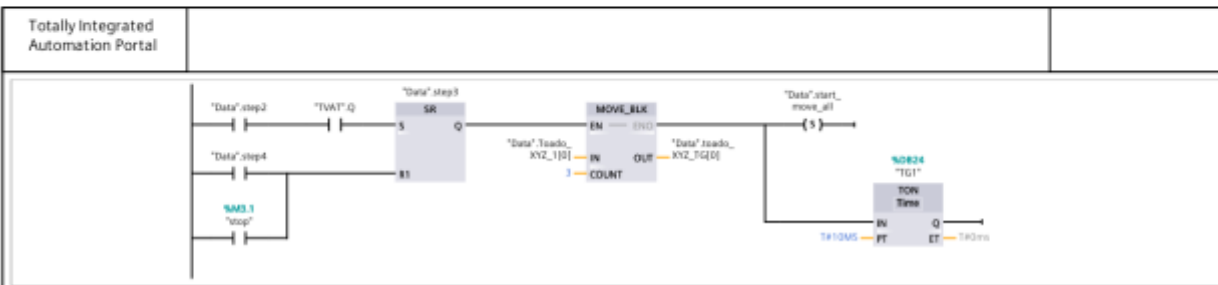 Totally Integrated
Automation Portal
"Data".step2
"TVAT".Q
"Data".step3
SR
S
Q
"Data".step4
R1
%M3.1
"stop"
MOVE_BLK
EN
ENO
"Data".Toado_
XYZ_1[0]
IN
OUT
"Data".toado_
XYZ_TG[0]
3
COUNT
"Data".start_
move_all
S
%DB24
"TG1"
TON
Time
IN
Q
T#10MS
PT
ET
T#0ms